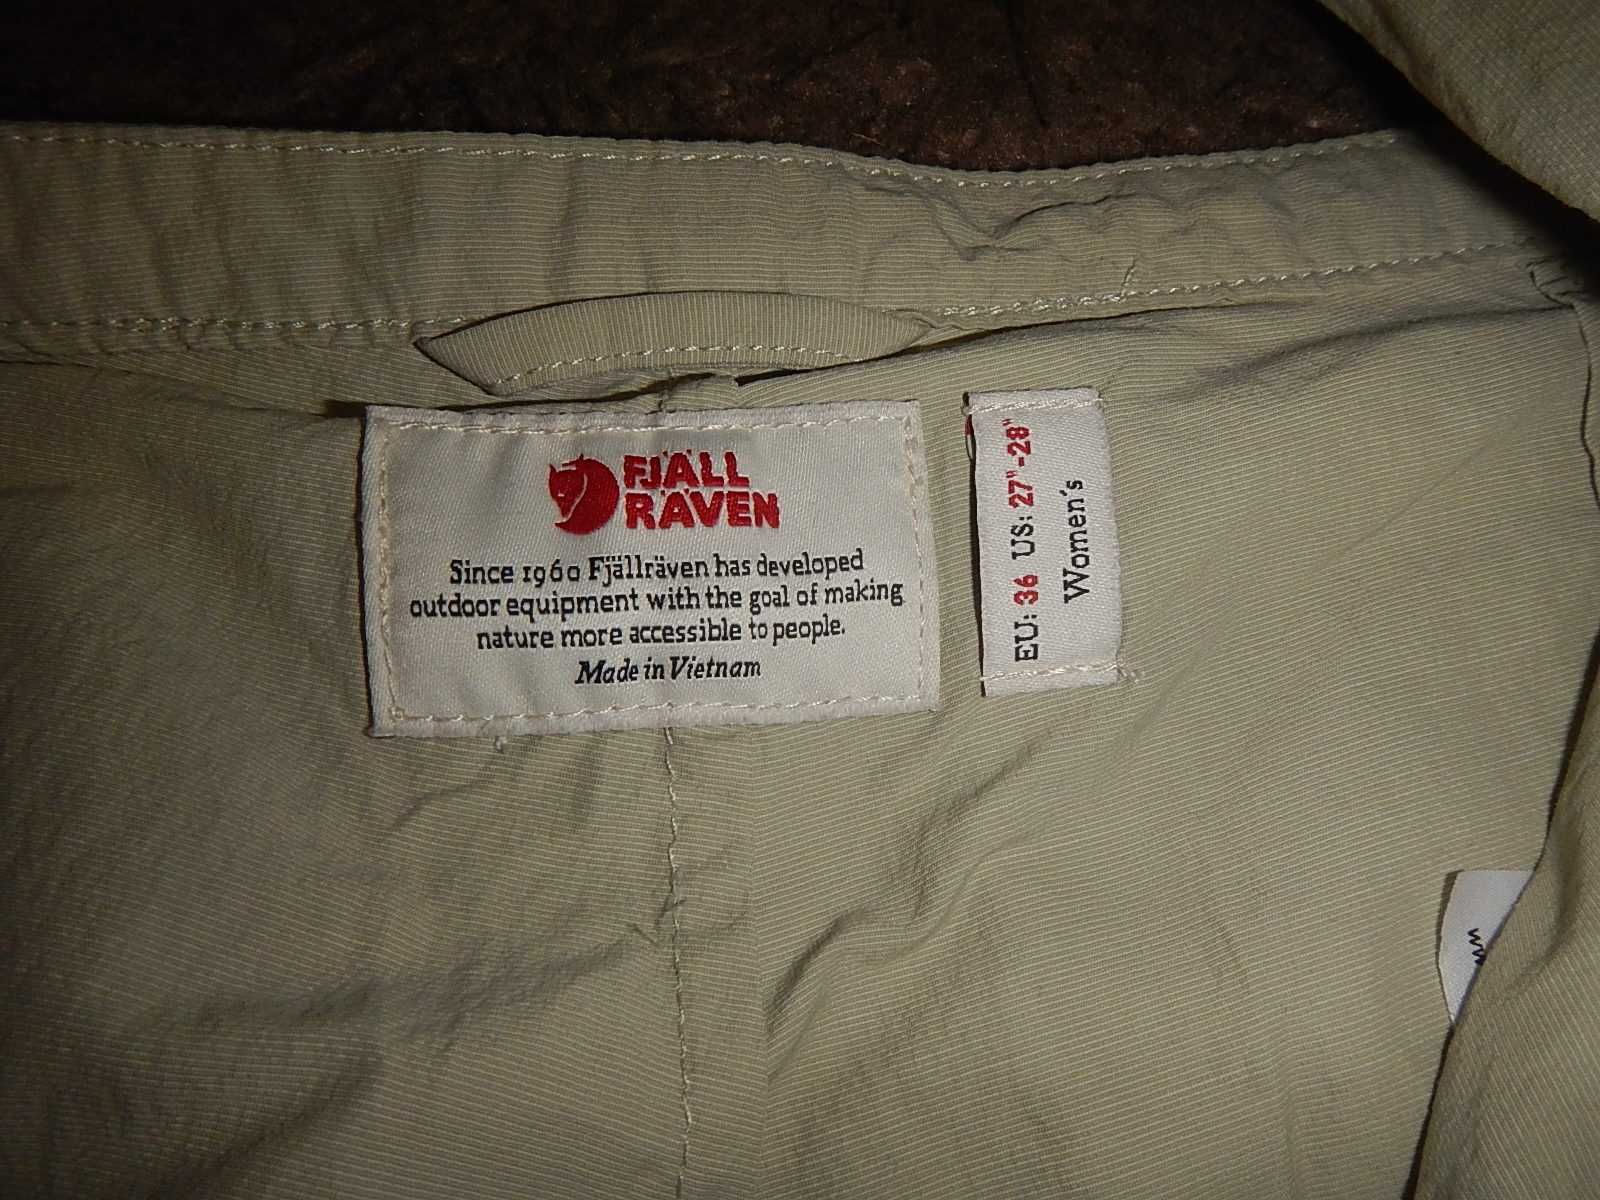 FJÄLL
RÄVEN
Since 1960 Fjällräven has developed
outdoor equipment with the goal of making
nature more accessible to people.
Made in Vietnam
EU: 36 US: 27"-28"
Women's